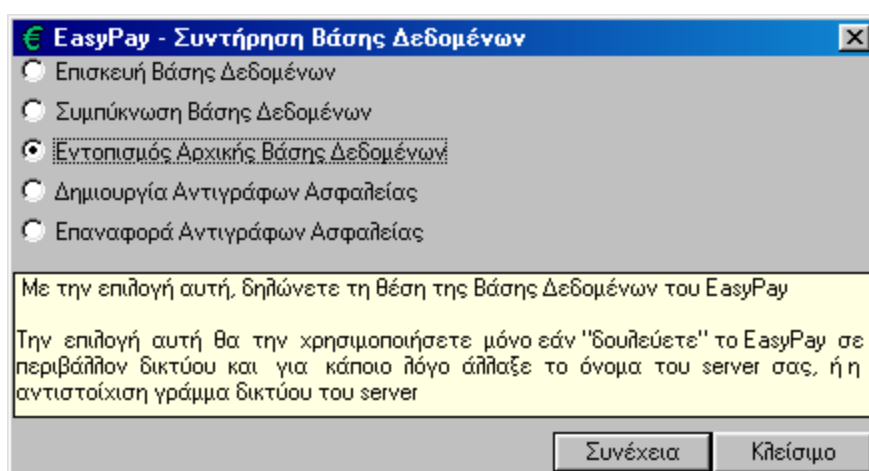 € EasyPay - Συντήρηση Βάσης Δεδομένων
Επισκευή Βάσης Δεδομένων
Συμπύκνωση Βάσης Δεδομένων
Εντοπισμός Αρχικής Βάσης Δεδομένων
Δημιουργία Αντιγράφων Ασφαλείας
Επαναφορά Αντιγράφων Ασφαλείας
Με την επιλογή αυτή, δηλώνετε τη θέση της Βάσης Δεδομένων του EasyPay
Την επιλογή αυτή θα την χρησιμοποιήσετε μόνο εάν "δουλεύετε" το EasyPay σε
περιβάλλον δικτύου και για κάποιο λόγο άλλαξε το όνομα του server σας, ή η
αντιστοίχιση γράμμα δικτύου του server
Συνέχεια Κλείσιμο